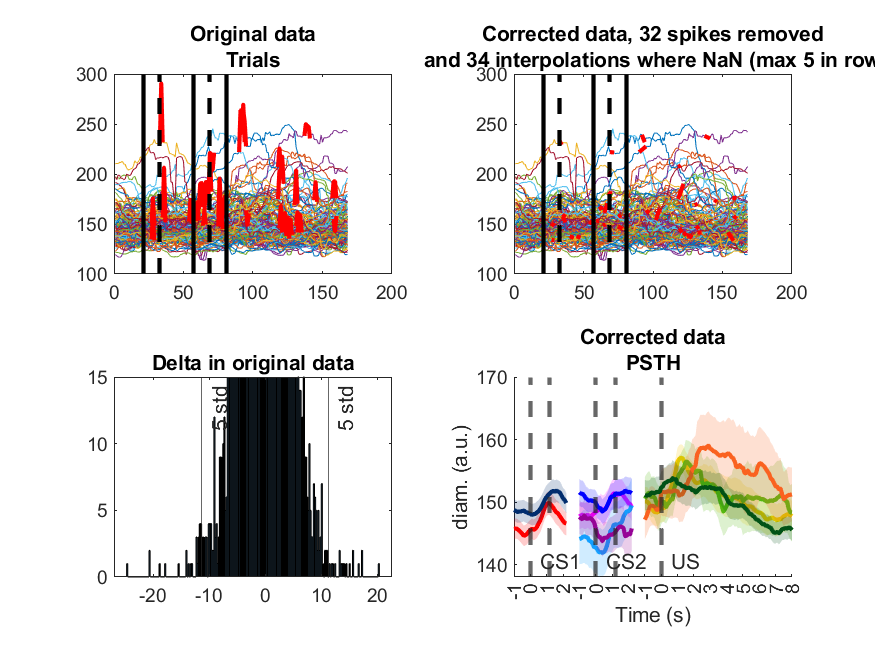 Original data
Trials
300
250
200
150
100
0
50
100
150
200
Corrected data, 32 spikes removed
and 34 interpolations where NaN (max 5 in row
300
250
200
150
100
0
50
100
150
200
Delta in original data
15
10
5
0
-20
-10
0
10
20
5 std
5 std
Corrected data
PSTH
diam. (a.u.)
170
160
150
140
CS1
CS2
US
-1 0 1 2 -1 0 1 2 -1 0 1 2 3 4 5 6 7 8
Time (s)